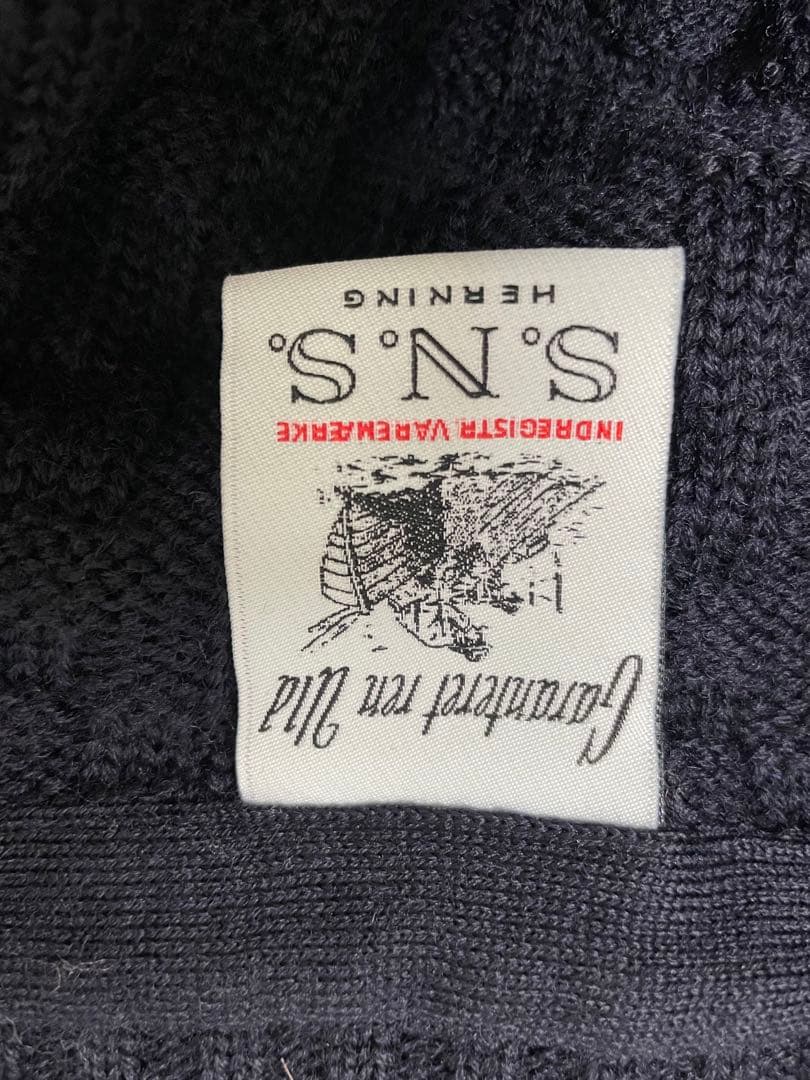 Garanteret ren Uld
INDREGISTR. VAREMÆRKE
S.N.S.
HERNING